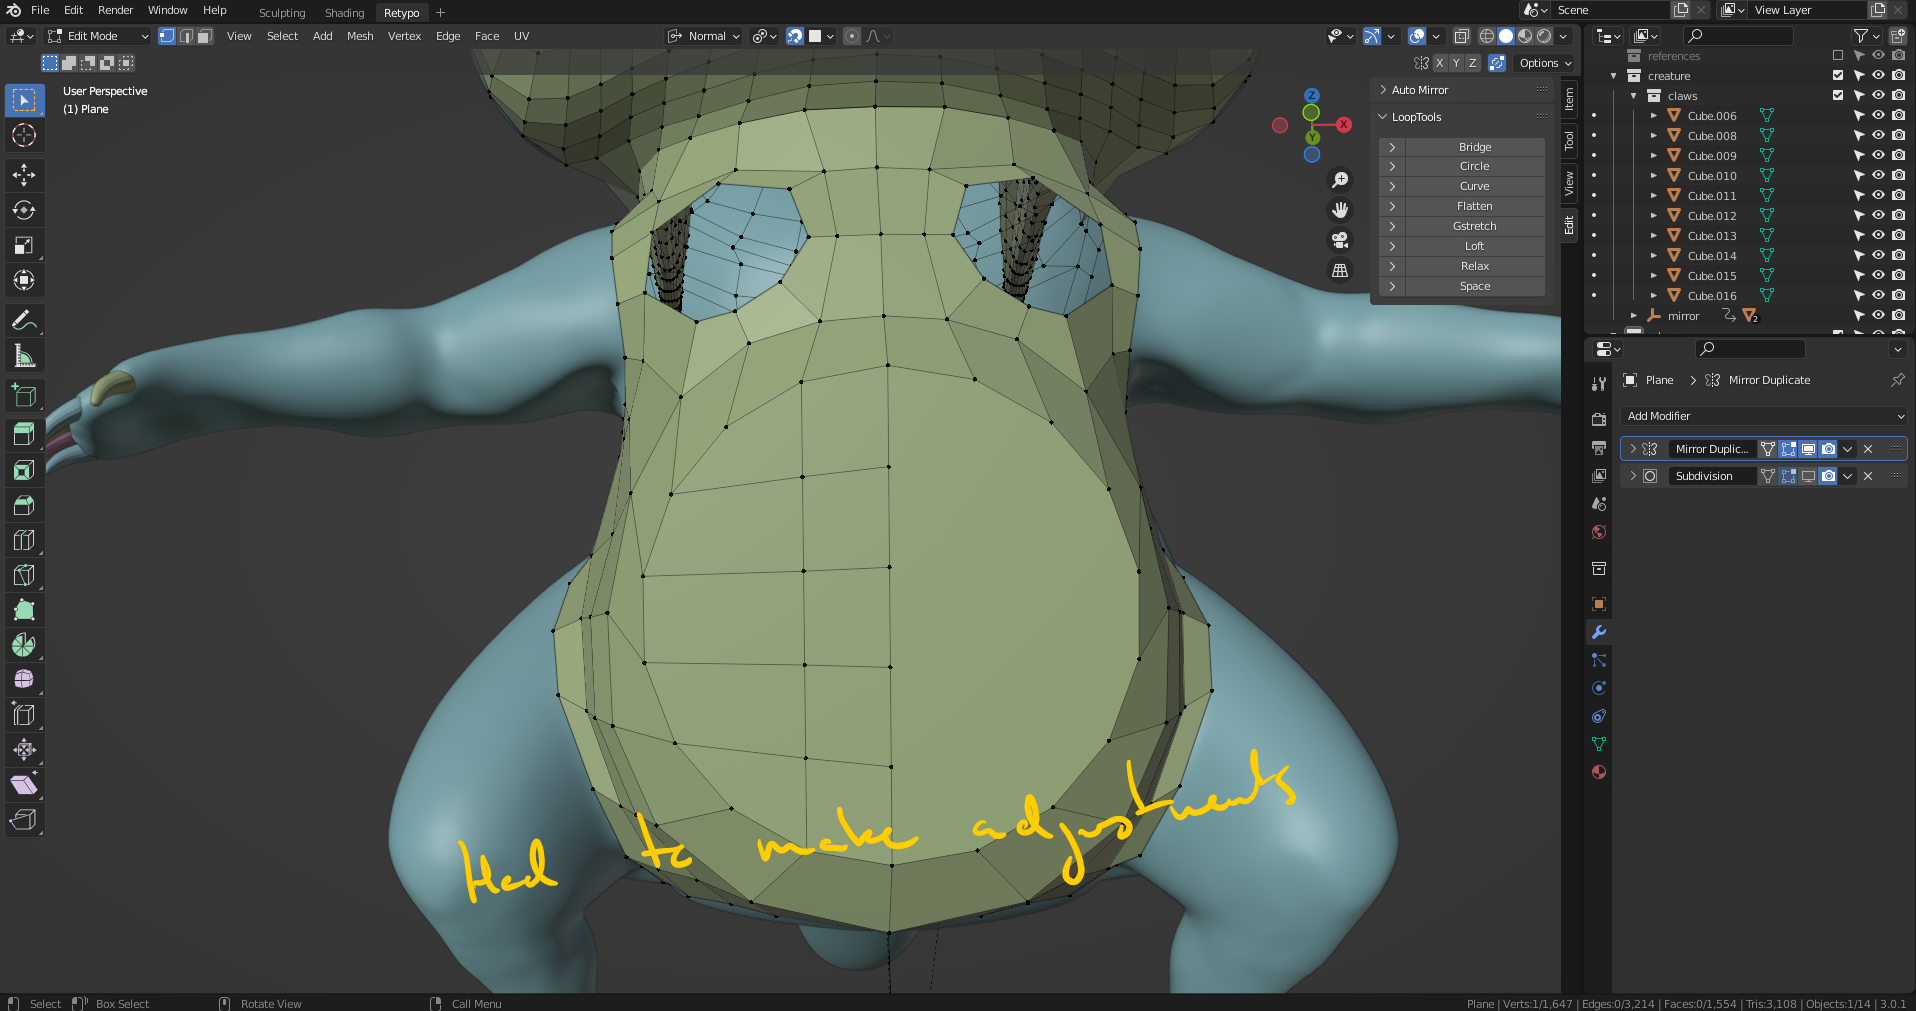 File Edit Render Window Help Sculpting Shading Retypo + Scene View Layer
Edit Mode View Select Add Mesh Vertex Edge Face UV Normal
X Y Z Options
references
User Perspective
(1) Plane
Auto Mirror
LoopTools
Bridge
Circle
Curve
Flatten
Gstretch
Loft
Relax
Space
Item
Tool
View
Edit
Z
X
Y
creature
claws
Cube.006
Cube.008
Cube.009
Cube.010
Cube.011
Cube.012
Cube.013
Cube.014
Cube.015
Cube.016
mirror 2
Plane > Mirror Duplicate
Add Modifier
Mirror Duplic...
Subdivision
Had to make adjustments
Select Box Select Rotate View Call Menu
Plane | Verts:1/1,647 | Edges:0/3,214 | Faces:0/1,554 | Tris:3,108 | Objects:1/14 | 3.0.1